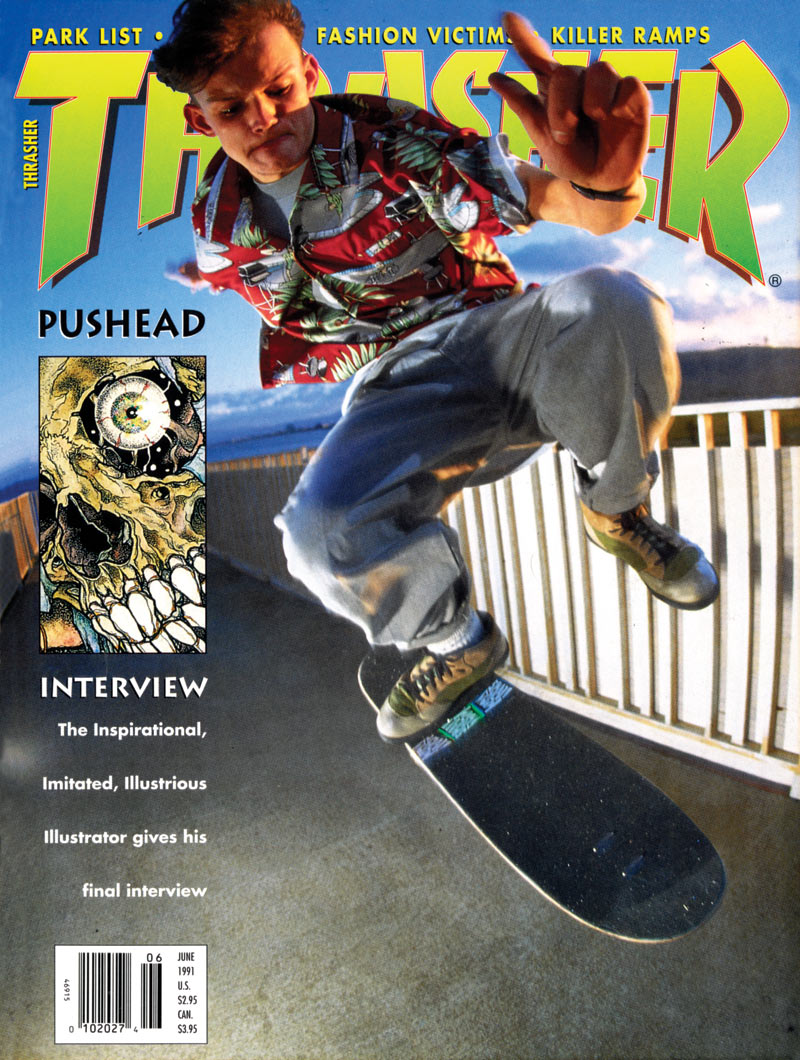 PARK LIST • FASHION VICTIMS • KILLER RAMPS
THRASHER
THRASHER
®
PUSHEAD
INTERVIEW
The Inspirational,
Imitated, Illustrious
Illustrator gives his
final interview
06
JUNE
1991
U.S.
$2.95
CAN.
$3.95
46915
0 102027 4